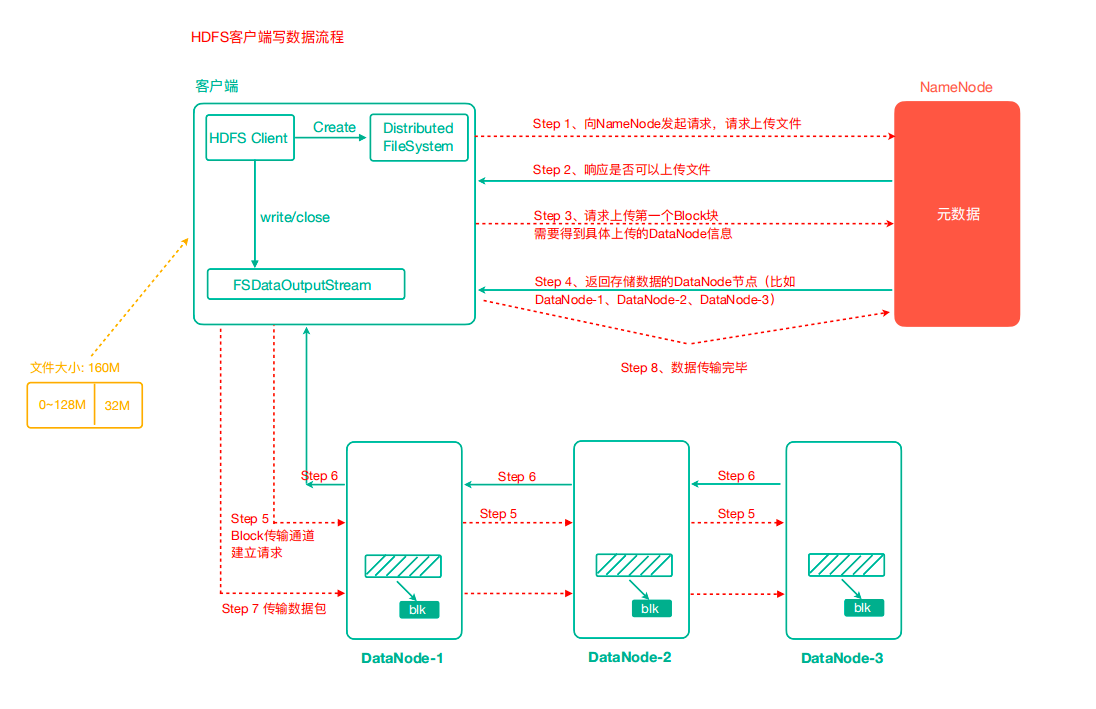 HDFS客户端写数据流程
客户端
NameNode
HDFS Client
Create
Distributed
FileSystem
Step 1、向NameNode发起请求，请求上传文件
Step 2、响应是否可以上传文件
write/close
Step 3、请求上传第一个Block块
需要得到具体上传的DataNode信息
元数据
FSDataOutputStream
Step 4、返回存储数据的DataNode节点（比如
DataNode-1、DataNode-2、DataNode-3）
文件大小: 160M
Step 8、数据传输完毕
0~128M
32M
Step 6
Step 6
Step 6
Step 5
Block传输通道
建立请求
Step 5
Step 5
Step 7 传输数据包
blk
blk
blk
DataNode-1
DataNode-2
DataNode-3